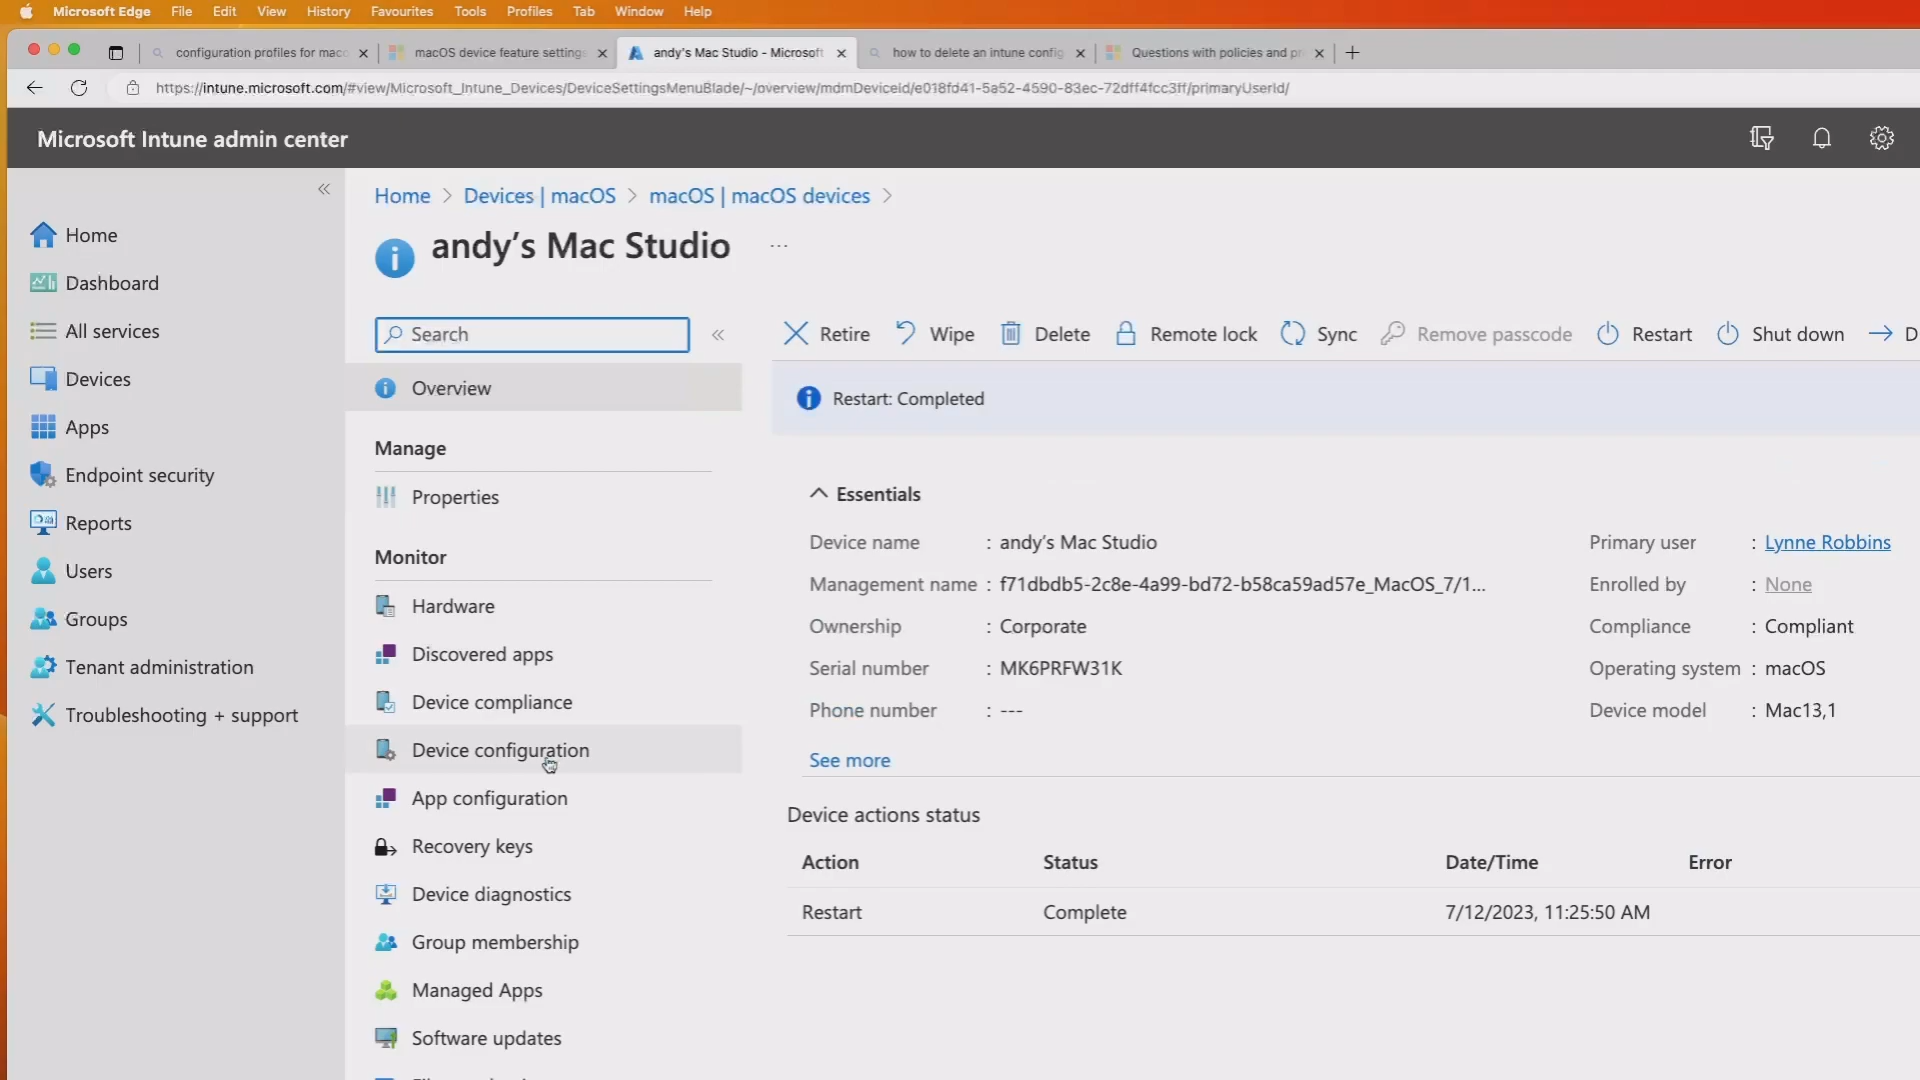 Microsoft Edge File Edit View History Favourites Tools Profiles Tab Window Help
configuration profiles for maco
macOS device feature settings
andy's Mac Studio - Microsoft
how to delete an intune config
Questions with policies and pr
https://intune.microsoft.com/#view/Microsoft_Intune_Devices/DeviceSettingsMenuBlade/~/overview/mdmDeviceId/e018fd41-5a52-4590-83ec-72dff4fcc3ff/primaryUserId/
Microsoft Intune admin center
Home
Dashboard
All services
Devices
Apps
Endpoint security
Reports
Users
Groups
Tenant administration
Troubleshooting + support
Home > Devices | macOS > macOS | macOS devices >
andy's Mac Studio ...
Search
Overview
Manage
Properties
Monitor
Hardware
Discovered apps
Device compliance
Device configuration
App configuration
Recovery keys
Device diagnostics
Group membership
Managed Apps
Software updates
Retire Wipe Delete Remote lock Sync Remove passcode Restart Shut down D
Restart: Completed
Essentials
Device name : andy's Mac Studio
Management name : f71dbdb5-2c8e-4a99-bd72-b58ca59ad57e_MacOS_7/1...
Ownership : Corporate
Serial number : MK6PRFW31K
Phone number : ---
See more
Primary user : Lynne Robbins
Enrolled by : None
Compliance : Compliant
Operating system : macOS
Device model : Mac13,1
Device actions status
Action Status Date/Time Error
Restart Complete 7/12/2023, 11:25:50 AM